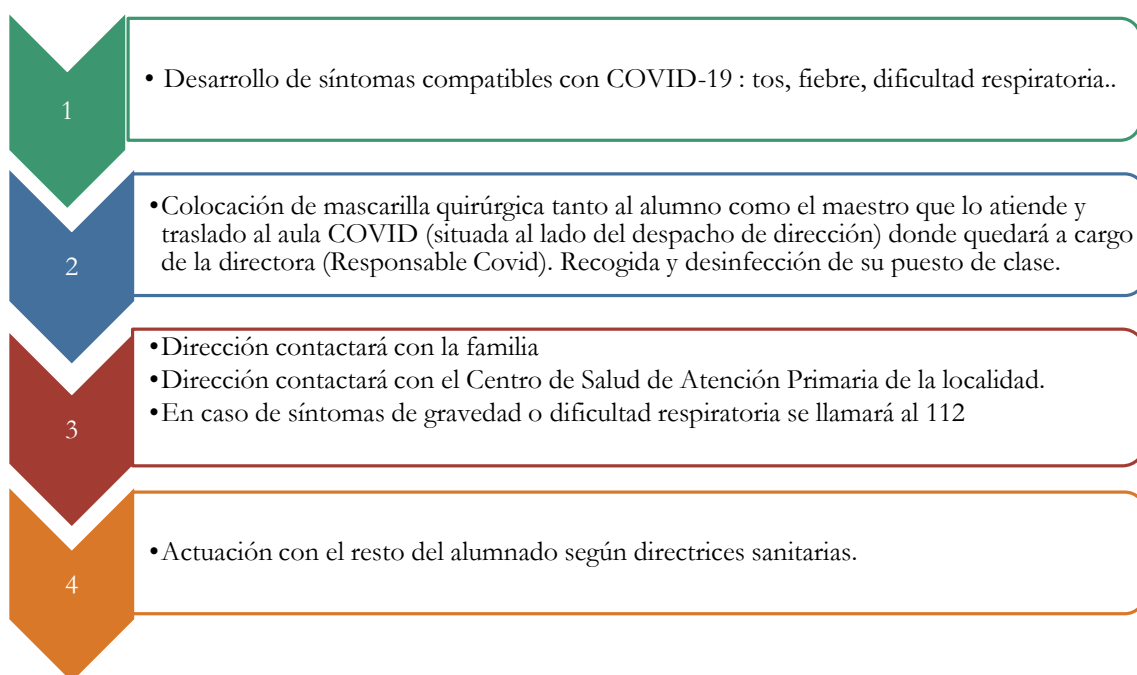 1
• Desarrollo de síntomas compatibles con COVID-19 : tos, fiebre, dificultad respiratoria..
2
•Colocación de mascarilla quirúrgica tanto al alumno como el maestro que lo atiende y
traslado al aula COVID (situada al lado del despacho de dirección) donde quedará a cargo
de la directora (Responsable Covid). Recogida y desinfección de su puesto de clase.
3
•Dirección contactará con la familia
•Dirección contactará con el Centro de Salud de Atención Primaria de la localidad.
•En caso de síntomas de gravedad o dificultad respiratoria se llamará al 112
4
•Actuación con el resto del alumnado según directrices sanitarias.